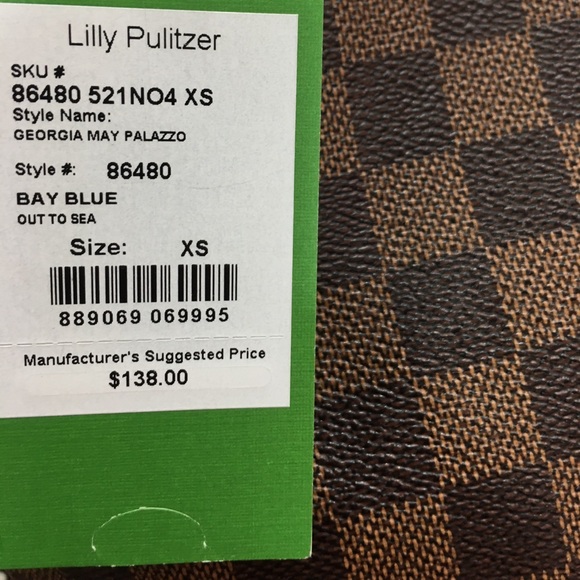 Lilly Pulitzer
SKU #
86480 521NO4 XS
Style Name:
GEORGIA MAY PALAZZO
Style #: 86480
BAY BLUE
OUT TO SEA
Size: XS
889069 069995
Manufacturer's Suggested Price
$138.00